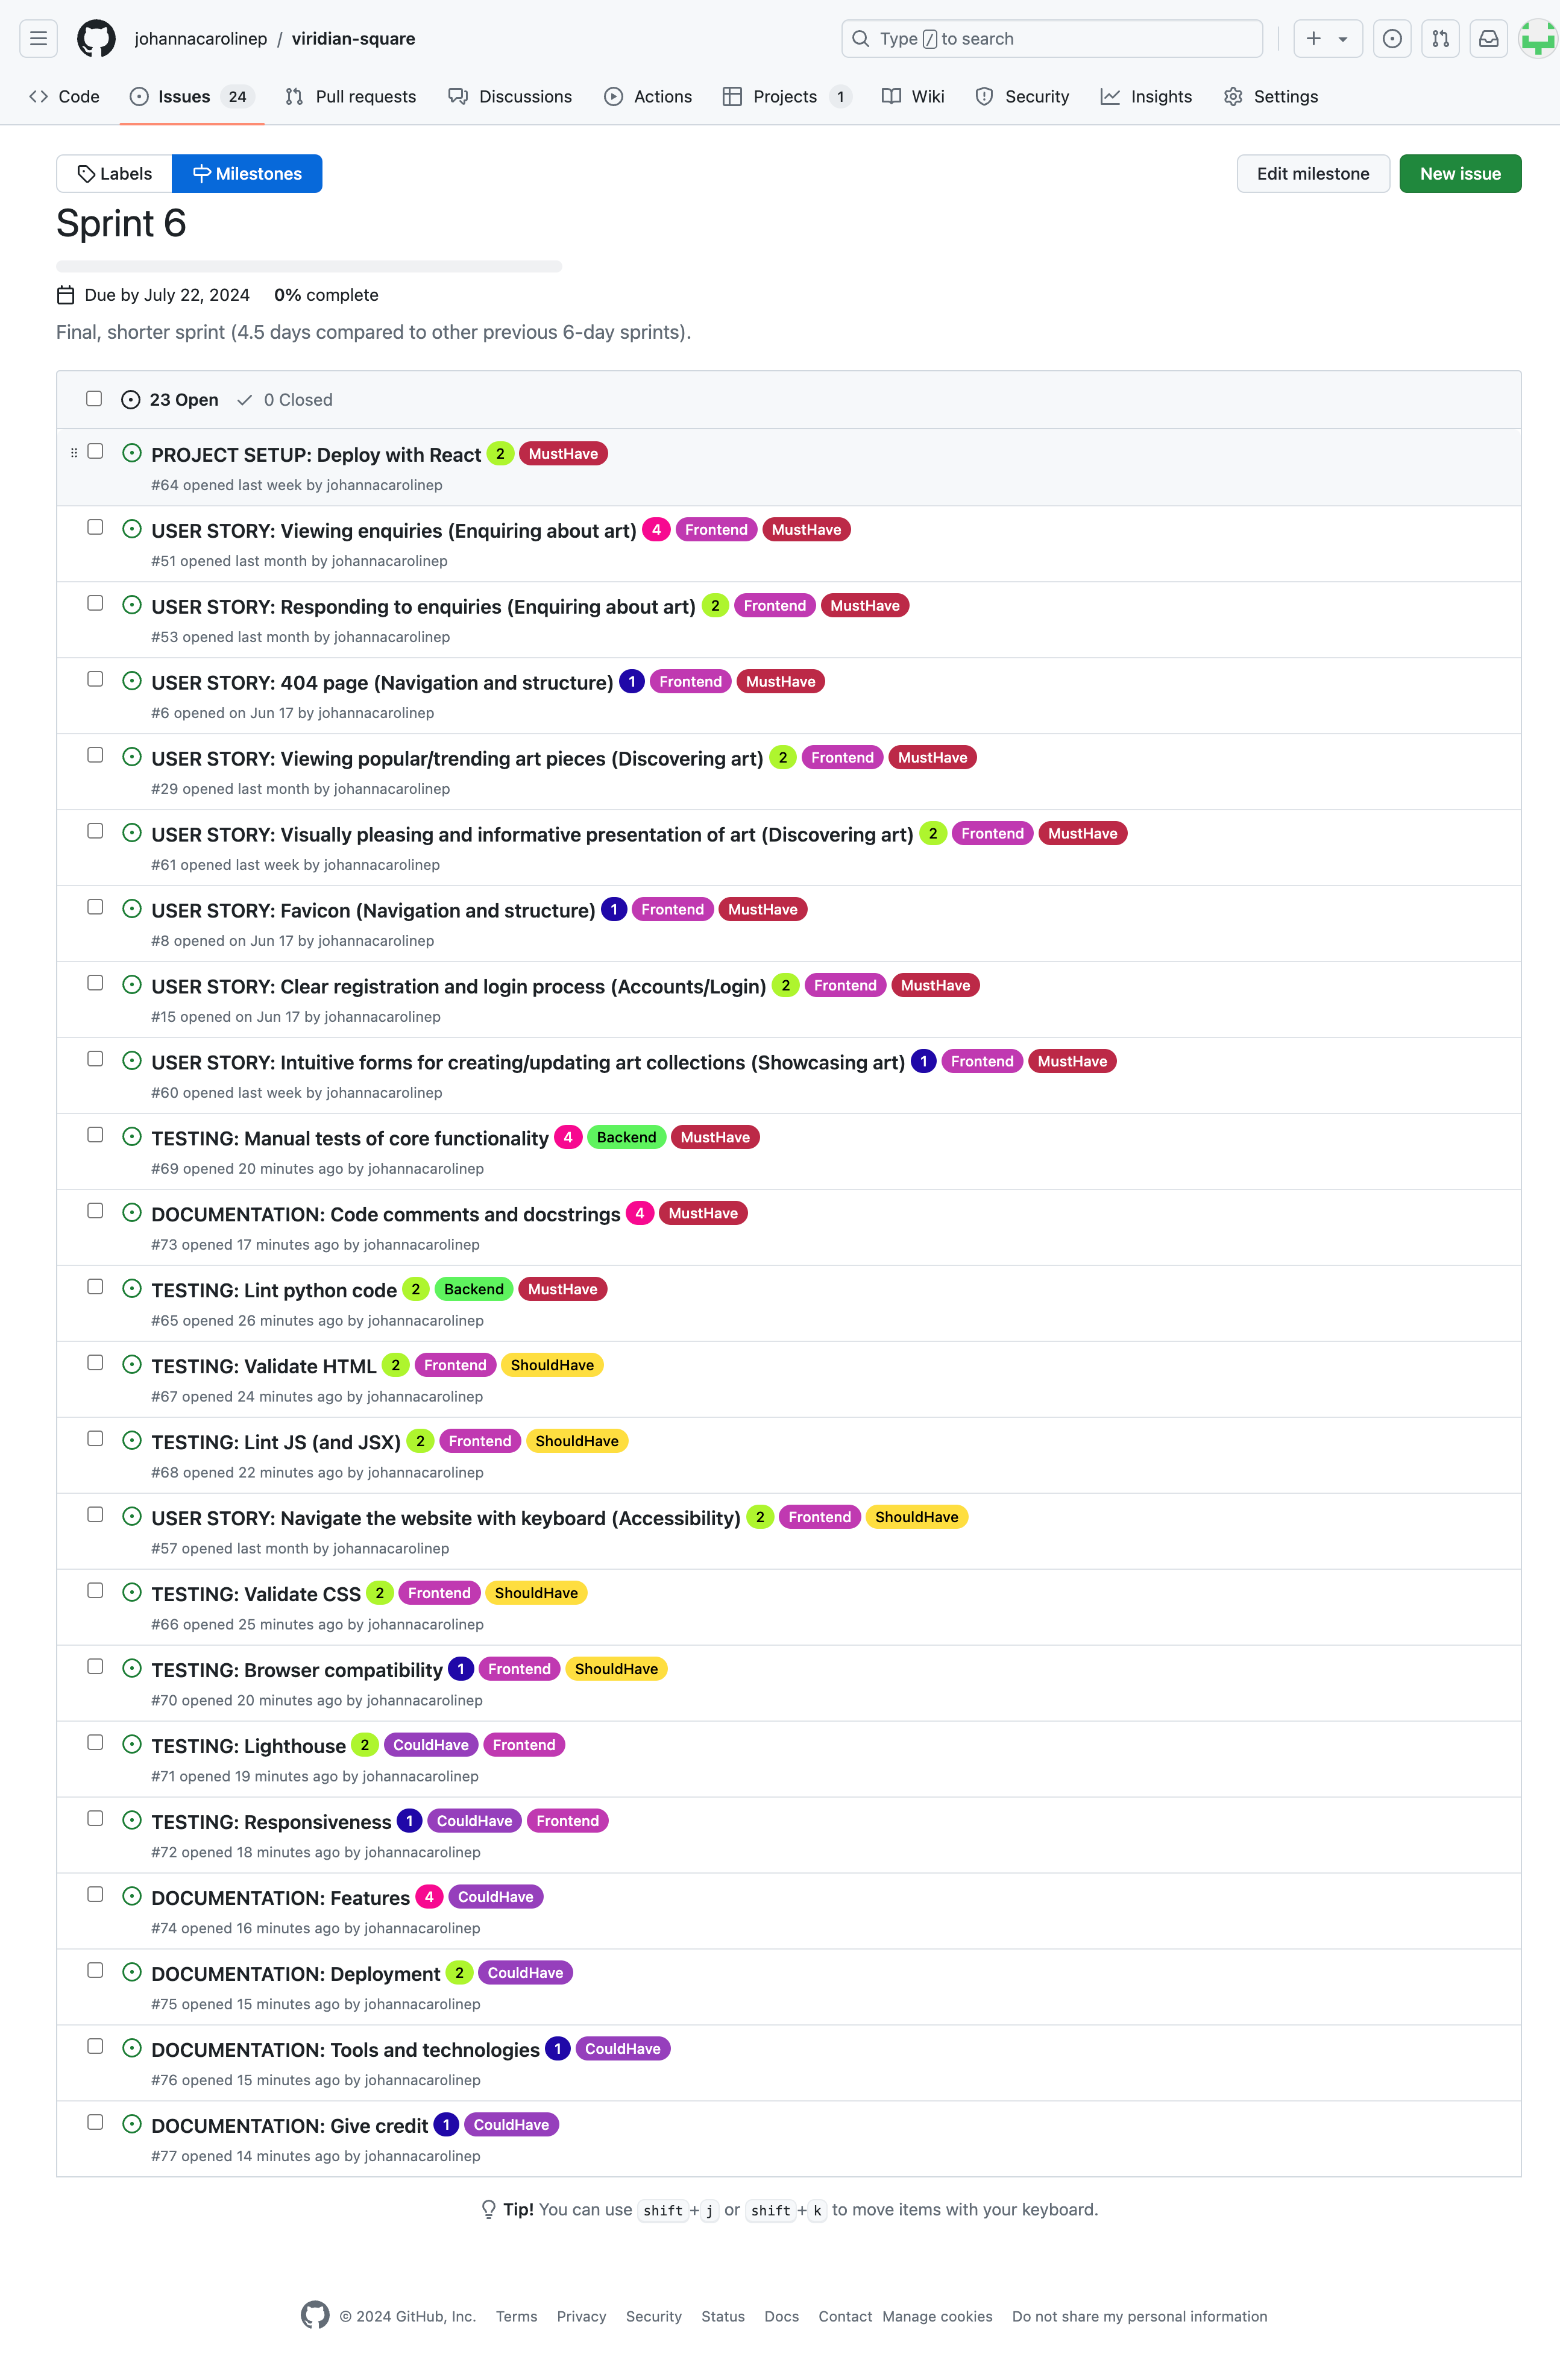 johannacarolinep / viridian-square
Type / to search
Code Issues 24 Pull requests Discussions Actions Projects 1 Wiki Security Insights Settings
Labels Milestones Edit milestone New issue
Sprint 6
Due by July 22, 2024 0% complete
Final, shorter sprint (4.5 days compared to other previous 6-day sprints).
23 Open 0 Closed
PROJECT SETUP: Deploy with React 2 MustHave
#64 opened last week by johannacarolinep
USER STORY: Viewing enquiries (Enquiring about art) 4 Frontend MustHave
#51 opened last month by johannacarolinep
USER STORY: Responding to enquiries (Enquiring about art) 2 Frontend MustHave
#53 opened last month by johannacarolinep
USER STORY: 404 page (Navigation and structure) 1 Frontend MustHave
#6 opened on Jun 17 by johannacarolinep
USER STORY: Viewing popular/trending art pieces (Discovering art) 2 Frontend MustHave
#29 opened last month by johannacarolinep
USER STORY: Visually pleasing and informative presentation of art (Discovering art) 2 Frontend MustHave
#61 opened last week by johannacarolinep
USER STORY: Favicon (Navigation and structure) 1 Frontend MustHave
#8 opened on Jun 17 by johannacarolinep
USER STORY: Clear registration and login process (Accounts/Login) 2 Frontend MustHave
#15 opened on Jun 17 by johannacarolinep
USER STORY: Intuitive forms for creating/updating art collections (Showcasing art) 1 Frontend MustHave
#60 opened last week by johannacarolinep
TESTING: Manual tests of core functionality 4 Backend MustHave
#69 opened 20 minutes ago by johannacarolinep
DOCUMENTATION: Code comments and docstrings 4 MustHave
#73 opened 17 minutes ago by johannacarolinep
TESTING: Lint python code 2 Backend MustHave
#65 opened 26 minutes ago by johannacarolinep
TESTING: Validate HTML 2 Frontend ShouldHave
#67 opened 24 minutes ago by johannacarolinep
TESTING: Lint JS (and JSX) 2 Frontend ShouldHave
#68 opened 22 minutes ago by johannacarolinep
USER STORY: Navigate the website with keyboard (Accessibility) 2 Frontend ShouldHave
#57 opened last month by johannacarolinep
TESTING: Validate CSS 2 Frontend ShouldHave
#66 opened 25 minutes ago by johannacarolinep
TESTING: Browser compatibility 1 Frontend ShouldHave
#70 opened 20 minutes ago by johannacarolinep
TESTING: Lighthouse 2 CouldHave Frontend
#71 opened 19 minutes ago by johannacarolinep
TESTING: Responsiveness 1 CouldHave Frontend
#72 opened 18 minutes ago by johannacarolinep
DOCUMENTATION: Features 4 CouldHave
#74 opened 16 minutes ago by johannacarolinep
DOCUMENTATION: Deployment 2 CouldHave
#75 opened 15 minutes ago by johannacarolinep
DOCUMENTATION: Tools and technologies 1 CouldHave
#76 opened 15 minutes ago by johannacarolinep
DOCUMENTATION: Give credit 1 CouldHave
#77 opened 14 minutes ago by johannacarolinep
Tip! You can use shift+j or shift+k to move items with your keyboard.
© 2024 GitHub, Inc. Terms Privacy Security Status Docs Contact Manage cookies Do not share my personal information